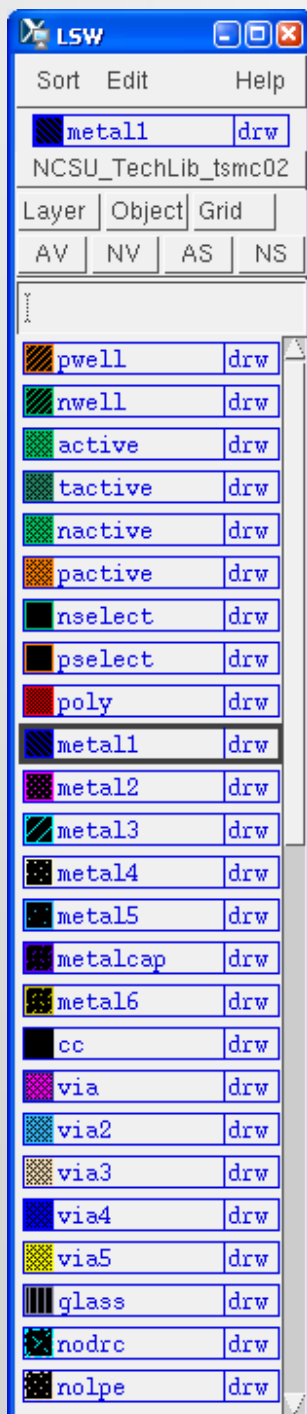 LSW
Sort Edit Help
metal1 drw
NCSU_TechLib_tsmc02
Layer Object Grid
AV NV AS NS
pwell drw
nwell drw
active drw
tactive drw
nactive drw
pactive drw
nselect drw
pselect drw
poly drw
metal1 drw
metal2 drw
metal3 drw
metal4 drw
metal5 drw
metalcap drw
metal6 drw
cc drw
via drw
via2 drw
via3 drw
via4 drw
via5 drw
glass drw
nodrc drw
nolpe drw